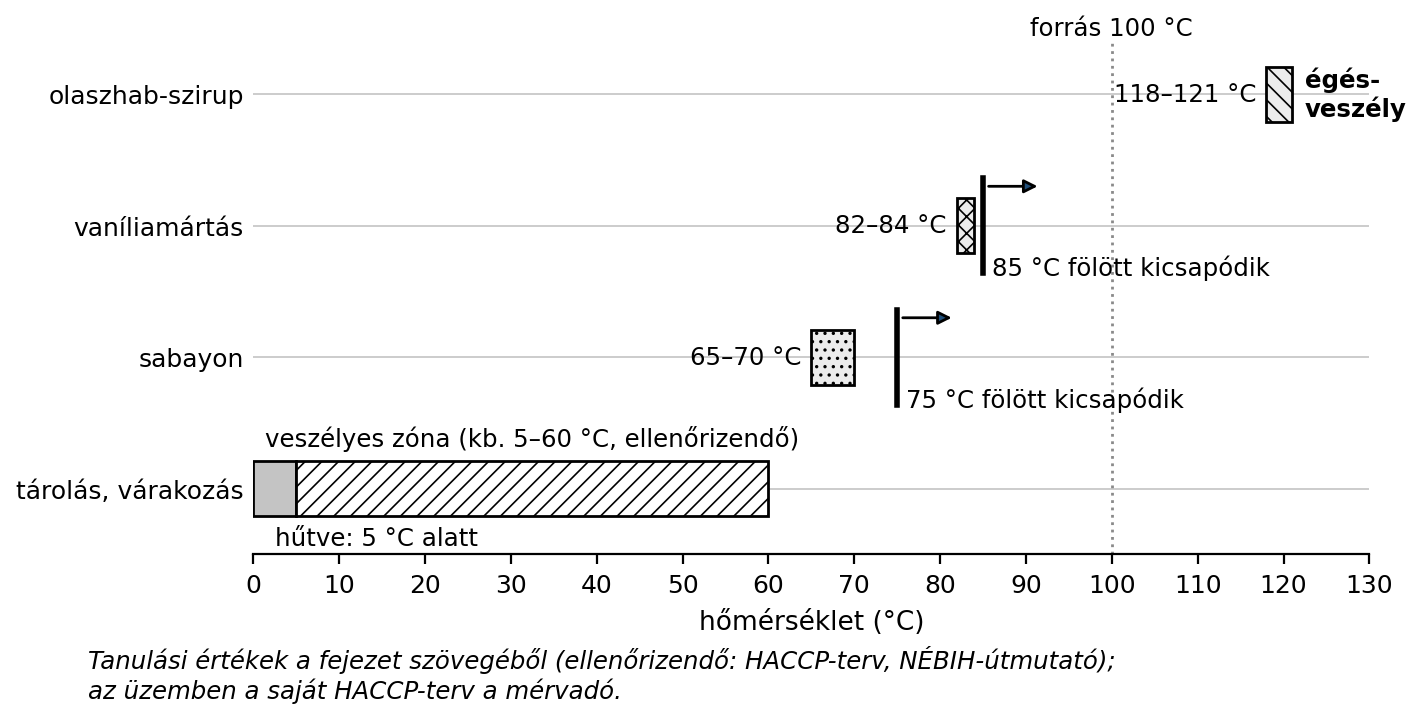 forrás 100 °C
olaszhab-szirup
118–121 °C
égés-
veszély
vaníliamártás
82–84 °C
85 °C fölött kicsapódik
sabayon
65–70 °C
75 °C fölött kicsapódik
veszélyes zóna (kb. 5–60 °C, ellenőrizendő)
tárolás, várakozás
hűtve: 5 °C alatt
0 10 20 30 40 50 60 70 80 90 100 110 120 130
hőmérséklet (°C)
Tanulási értékek a fejezet szövegéből (ellenőrizendő: HACCP-terv, NÉBIH-útmutató);
az üzemben a saját HACCP-terv a mérvadó.